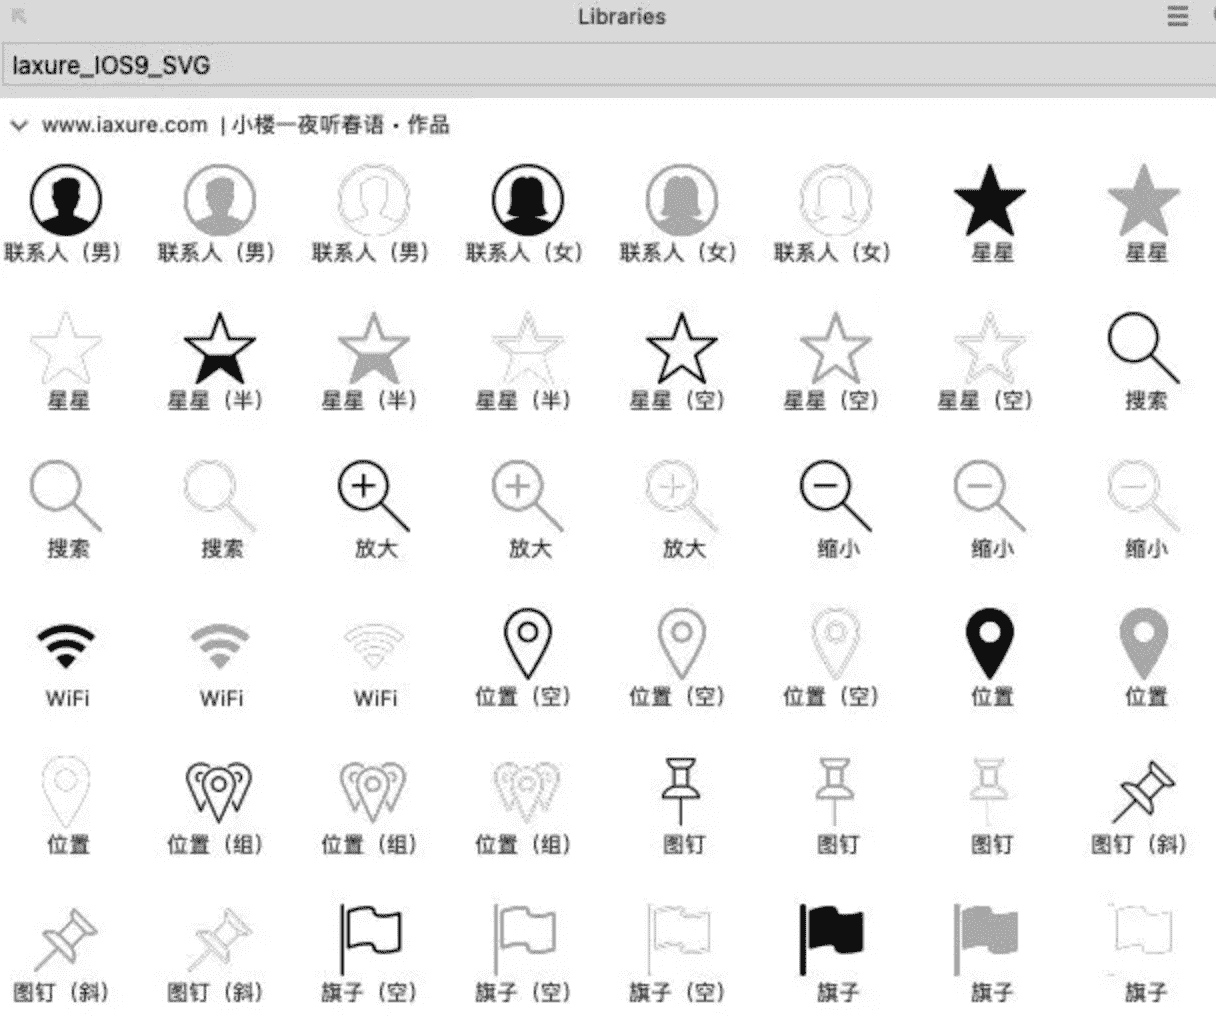 Libraries
Iaxure_IOS9_SVG
www.iaxure.com | 小楼一夜听春语·作品
联系人（男） 联系人（男） 联系人（男） 联系人（女） 联系人（女） 联系人（女） 星星 星星
星星 星星（半） 星星（半） 星星（半） 星星（空） 星星（空） 星星（空） 搜索
搜索 搜索 放大 放大 放大 缩小 缩小 缩小
WiFi WiFi WiFi 位置（空） 位置（空） 位置（空） 位置 位置
位置 位置（组） 位置（组） 位置（组） 图钉 图钉 图钉 图钉（斜）
图钉（斜） 图钉（斜） 旗子（空） 旗子（空） 旗子（空） 旗子 旗子 旗子